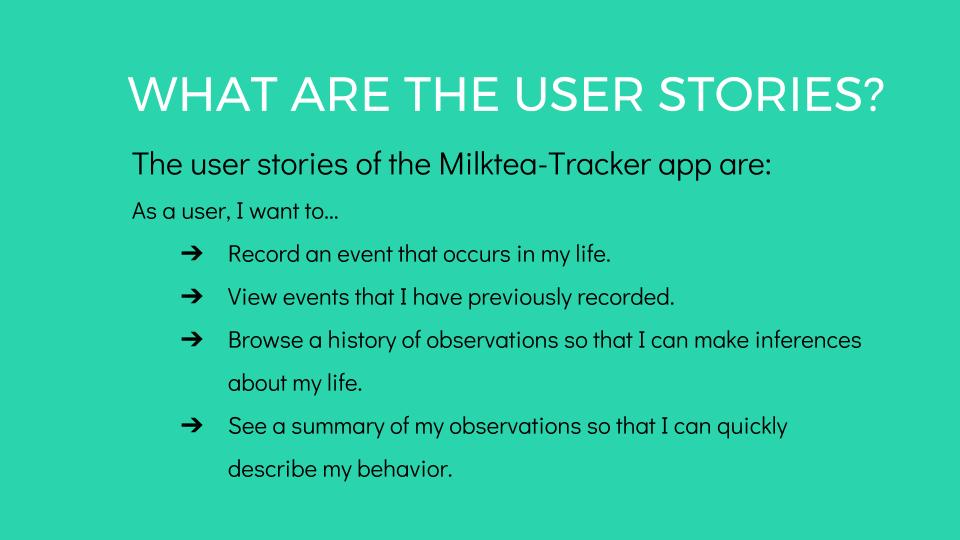 WHAT ARE THE USER STORIES?
The user stories of the Milktea-Tracker app are:
As a user, I want to...
➔ Record an event that occurs in my life.
➔ View events that I have previously recorded.
➔ Browse a history of observations so that I can make inferences
about my life.
➔ See a summary of my observations so that I can quickly
describe my behavior.